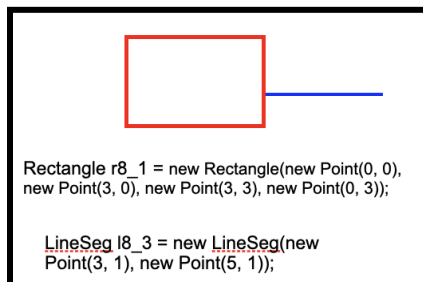 Rectangle r8_1 = new Rectangle(new Point(0, 0),
new Point(3, 0), new Point(3, 3), new Point(0, 3));
LineSeg l8_3 = new LineSeg(new
Point(3, 1), new Point(5, 1));